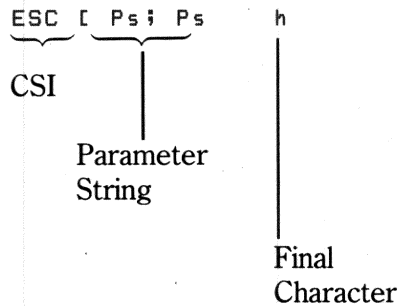 ESC [ Ps; Ps h
CSI
Parameter
String
Final
Character